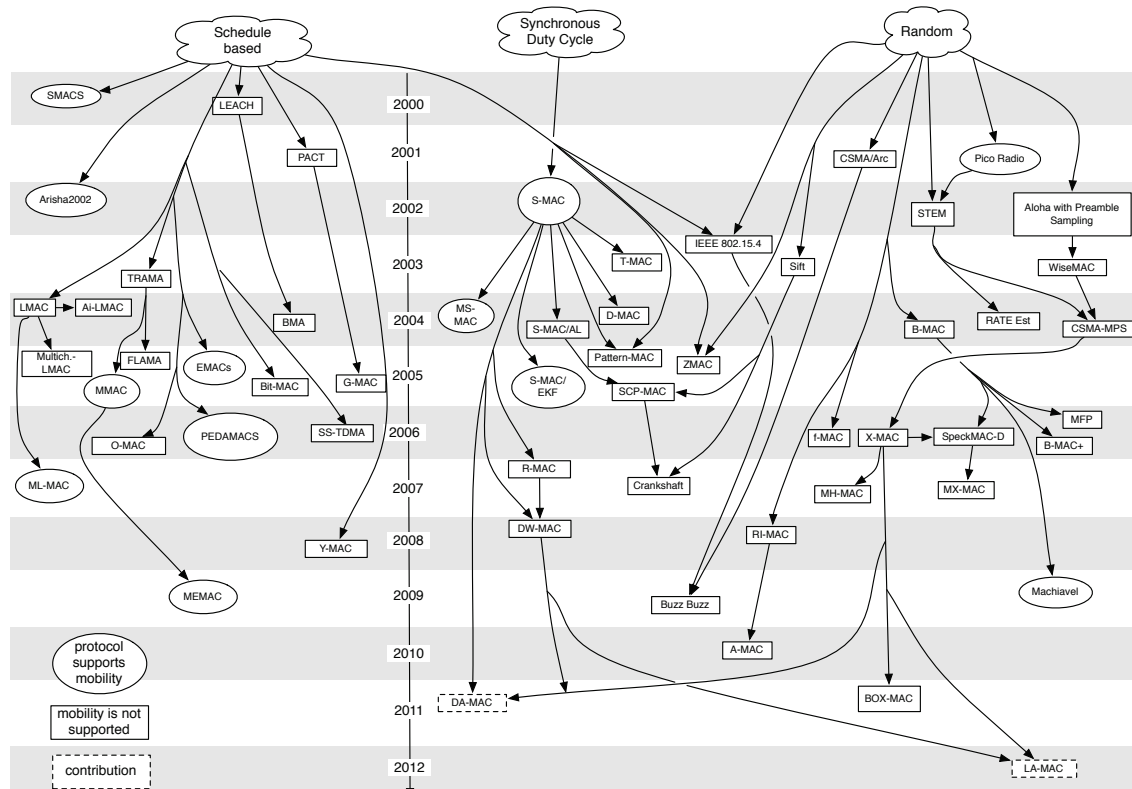 Schedule
based
Synchronous
Duty Cycle
Random
SMACS
LEACH
2000
PACT
2001
CSMA/Arc
Pico Radio
Arisha2002
S-MAC
2002
STEM
Aloha with Preamble
Sampling
IEEE 802.15.4
T-MAC
2003
Sift
WiseMAC
TRAMA
LMAC
Ai-LMAC
BMA
2004
MS-
MAC
S-MAC/AL
D-MAC
B-MAC
RATE Est
CSMA-MPS
Multich.-
LMAC
FLAMA
EMACs
Pattern-MAC
ZMAC
MMAC
Bit-MAC
G-MAC
2005
S-MAC/
EKF
SCP-MAC
MFP
O-MAC
PEDAMACS
SS-TDMA
2006
f-MAC
X-MAC
SpeckMAC-D
B-MAC+
R-MAC
ML-MAC
2007
Crankshaft
MH-MAC
MX-MAC
DW-MAC
Y-MAC
2008
RI-MAC
MEMAC
2009
Buzz Buzz
Machiavel
protocol
supports
mobility
2010
A-MAC
DA-MAC
BOX-MAC
mobility is not
supported
2011
contribution
2012
LA-MAC